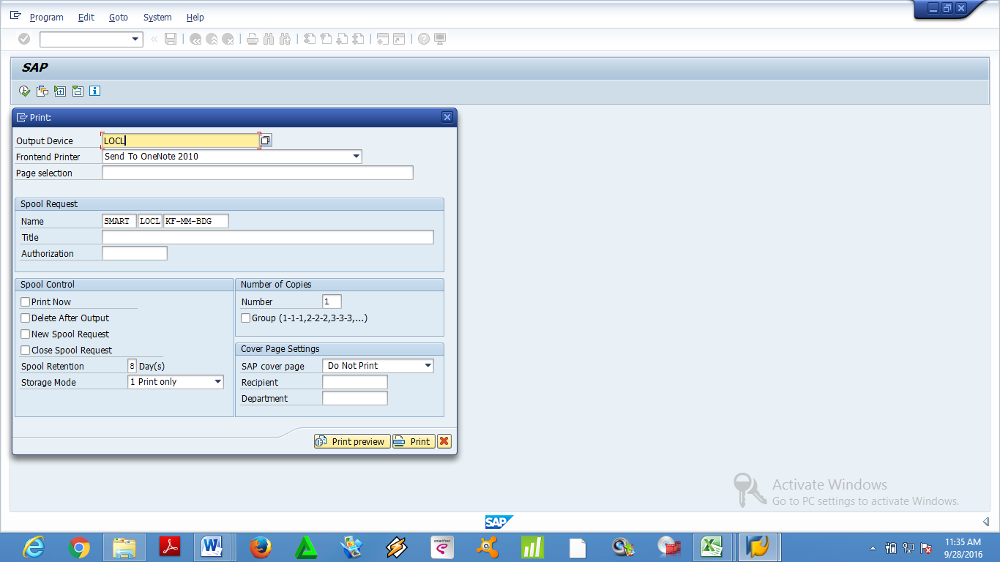 Program Edit Goto System Help
SAP
Print:
Output Device LOCL
Frontend Printer Send To OneNote 2010
Page selection
Spool Request
Name SMART LOCL KF-MM-BDG
Title
Authorization
Spool Control
Print Now
Delete After Output
New Spool Request
Close Spool Request
Spool Retention 8 Day(s)
Storage Mode 1 Print only
Number of Copies
Number 1
Group (1-1-1,2-2-2,3-3-3,...)
Cover Page Settings
SAP cover page Do Not Print
Recipient
Department
Print preview Print
Activate Windows
Go to PC settings to activate Windows.
SAP
smartfren
11:35 AM
9/28/2016